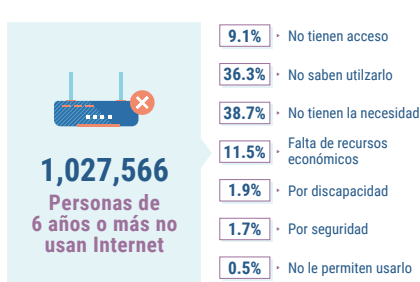 1,027,566
Personas de
6 años o más no
usan Internet
9.1% · No tienen acceso
36.3% · No saben utilzarlo
38.7% · No tienen la necesidad
11.5% · Falta de recursos
económicos
1.9% · Por discapacidad
1.7% · Por seguridad
0.5% · No le permiten usarlo